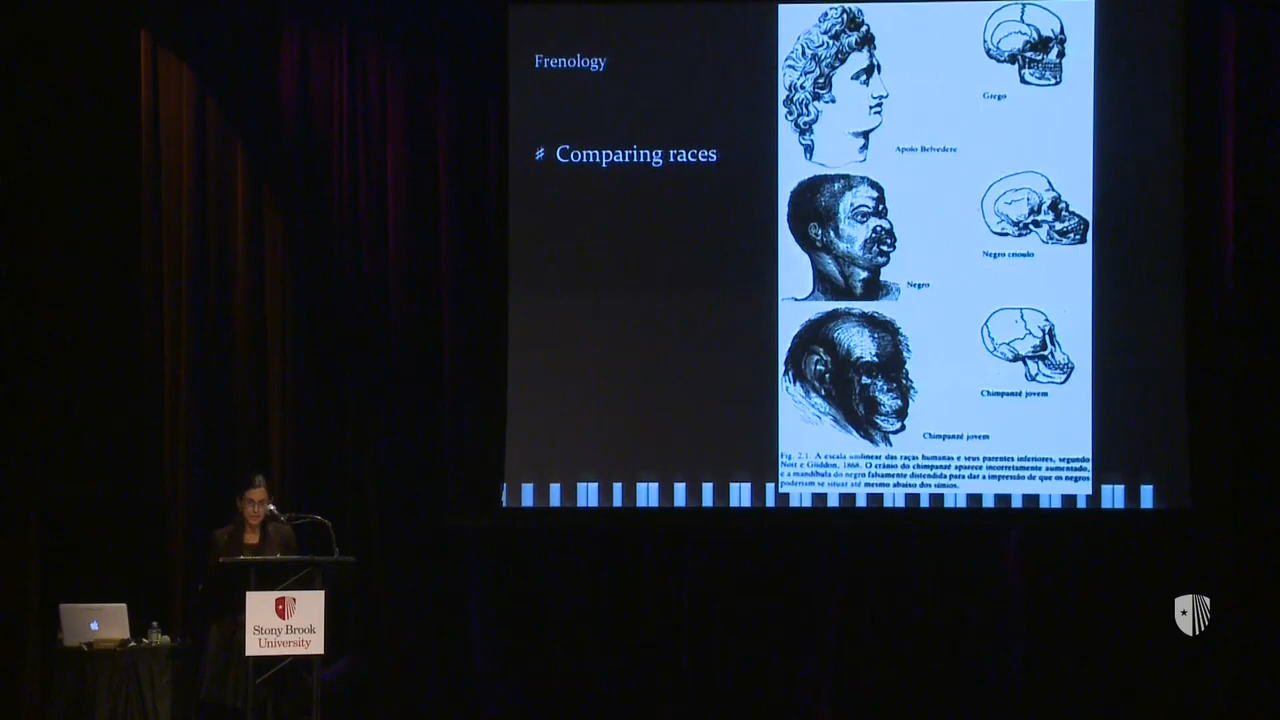 Frenology
♯ Comparing races
Grego
Apolo Belvedere
Negro crioulo
Negro
Chimpanzé jovem
Chimpanzé jovem
Fig. 2.1. A escala unilinear das raças humanas e seus parentes inferiores, segundo
Nott e Gliddon, 1868. O crânio do chimpanzé aparece incorretamente aumentado,
e a mandíbula do negro falsamente distendida para dar a impressão de que os negros
poderiam se situar até mesmo abaixo dos símios.
Stony Brook
University